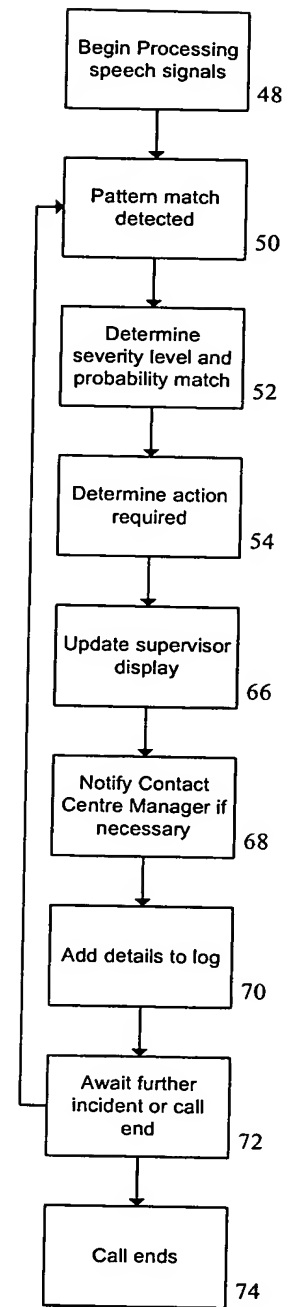 Begin Processing
speech signals
48
Pattern match
detected
50
Determine
severity level and
probability match
52
Determine action
required
54
Update supervisor
display
66
Notify Contact
Centre Manager if
necessary
68
Add details to log
70
Await further
incident or call
end
72
Call ends
74